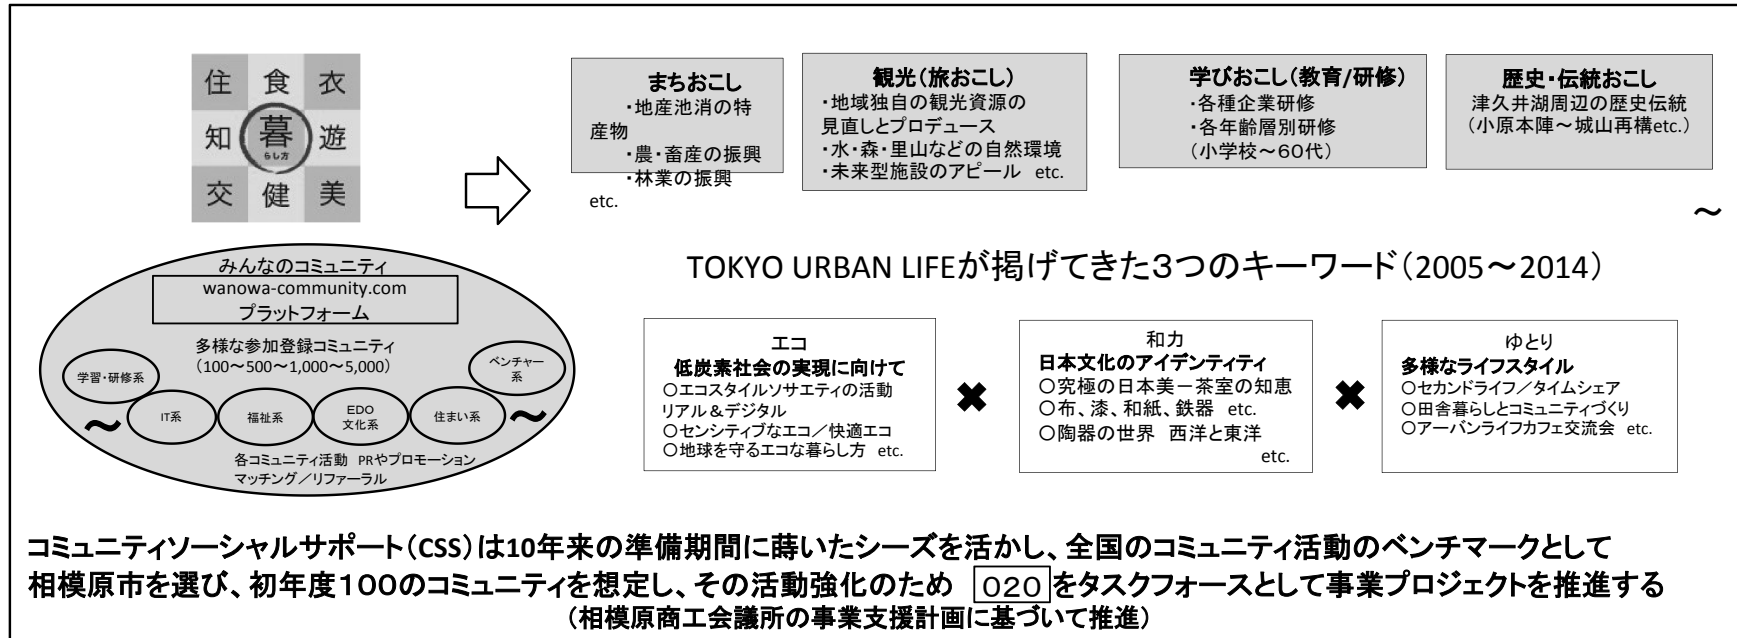 住 食 衣
知 暮 遊
らし方
交 健 美
まちおこし
・地産池消の特
産物
・農・畜産の振興
・林業の振興
etc.
観光（旅おこし）
・地域独自の観光資源の
見直しとプロデュース
・水・森・里山などの自然環境
・未来型施設のアピール etc.
学びおこし（教育/研修）
・各種企業研修
・各年齢層別研修
（小学校～60代）
歴史・伝統おこし
津久井湖周辺の歴史伝統
（小原本陣～城山再構etc.）
～
みんなのコミュニティ
wanowa-community.com
プラットフォーム
多様な参加登録コミュニティ
（100～500～1,000～5,000）
学習・研修系
ベンチャー
系
～
IT系
福祉系
EDO
文化系
住まい系
～
各コミュニティ活動 PRやプロモーション
マッチング／リファーラル
TOKYO URBAN LIFEが掲げてきた３つのキーワード（2005～2014）
エコ
低炭素社会の実現に向けて
○エコスタイルソサエティの活動
リアル＆デジタル
○センシティブなエコ／快適エコ
○地球を守るエコな暮らし方 etc.
✖
和力
日本文化のアイデンティティ
○究極の日本美－茶室の知恵
○布、漆、和紙、鉄器 etc.
○陶器の世界 西洋と東洋
etc.
✖
ゆとり
多様なライフスタイル
○セカンドライフ／タイムシェア
○田舎暮らしとコミュニティづくり
○アーバンライフカフェ交流会 etc.
コミュニティソーシャルサポート（CSS）は10年来の準備期間に蒔いたシーズを活かし、全国のコミュニティ活動のベンチマークとして
相模原市を選び、初年度１００のコミュニティを想定し、その活動強化のため ０２０ をタスクフォースとして事業プロジェクトを推進する
（相模原商工会議所の事業支援計画に基づいて推進）